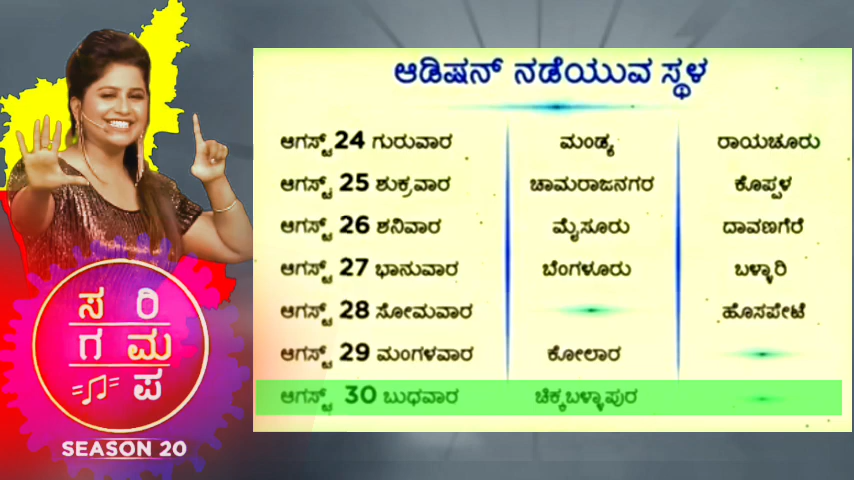 ಆಡಿಷನ್ ನಡೆಯುವ ಸ್ಥಳ
ಆಗಸ್ಟ್ 24 ಗುರುವಾರ ಮಂಡ್ಯ ರಾಯಚೂರು
ಆಗಸ್ಟ್ 25 ಶುಕ್ರವಾರ ಚಾಮರಾಜನಗರ ಕೊಪ್ಪಳ
ಆಗಸ್ಟ್ 26 ಶನಿವಾರ ಮೈಸೂರು ದಾವಣಗೆರೆ
ಆಗಸ್ಟ್ 27 ಭಾನುವಾರ ಬೆಂಗಳೂರು ಬಳ್ಳಾರಿ
ಆಗಸ್ಟ್ 28 ಸೋಮವಾರ ಹೊಸಪೇಟೆ
ಆಗಸ್ಟ್ 29 ಮಂಗಳವಾರ ಕೋಲಾರ
ಆಗಸ್ಟ್ 30 ಬುಧವಾರ ಚಿಕ್ಕಬಳ್ಳಾಪುರ
ಸ ರಿ
ಗ ಮ
ಪ
SEASON 20